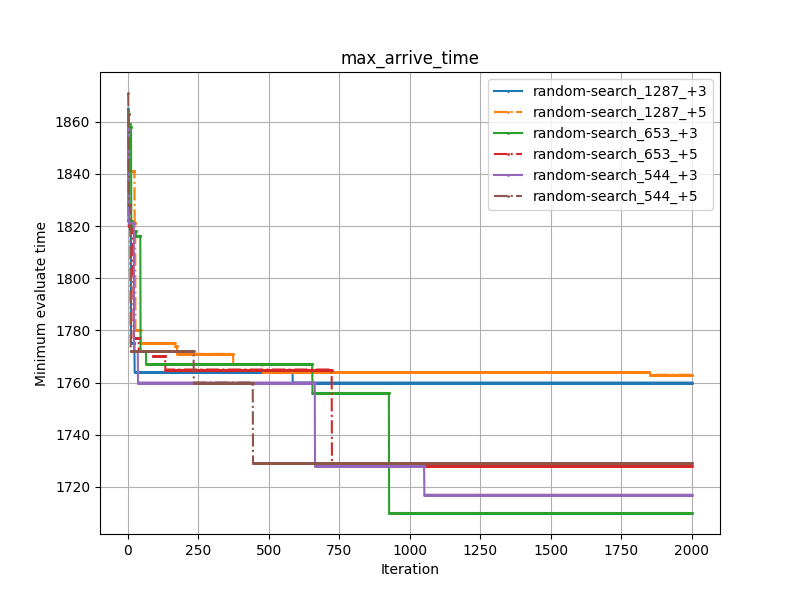 max_arrive_time
random-search_1287_+3
random-search_1287_+5
random-search_653_+3
random-search_653_+5
random-search_544_+3
random-search_544_+5
Minimum evaluate time
1860
1840
1820
1800
1780
1760
1740
1720
0 250 500 750 1000 1250 1500 1750 2000
Iteration